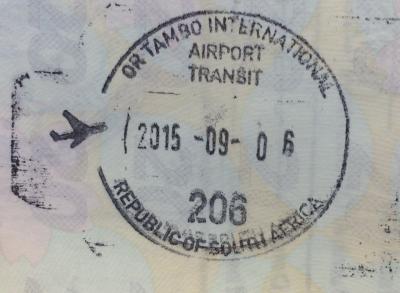 OR TAMBO INTERNATIONAL
AIRPORT
TRANSIT
2015 -09- 06
206
REPUBLIC OF SOUTH AFRICA